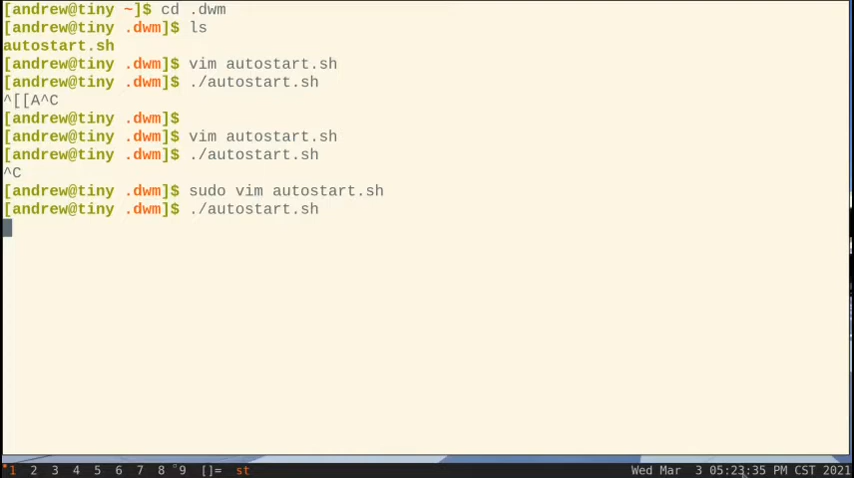 [andrew@tiny ~]$ cd .dwm
[andrew@tiny .dwm]$ ls
autostart.sh
[andrew@tiny .dwm]$ vim autostart.sh
[andrew@tiny .dwm]$ ./autostart.sh
^[[A^C
[andrew@tiny .dwm]$
[andrew@tiny .dwm]$ vim autostart.sh
[andrew@tiny .dwm]$ ./autostart.sh
^C
[andrew@tiny .dwm]$ sudo vim autostart.sh
[andrew@tiny .dwm]$ ./autostart.sh
1 2 3 4 5 6 7 8 9 []= st Wed Mar 3 05:23:35 PM CST 2021